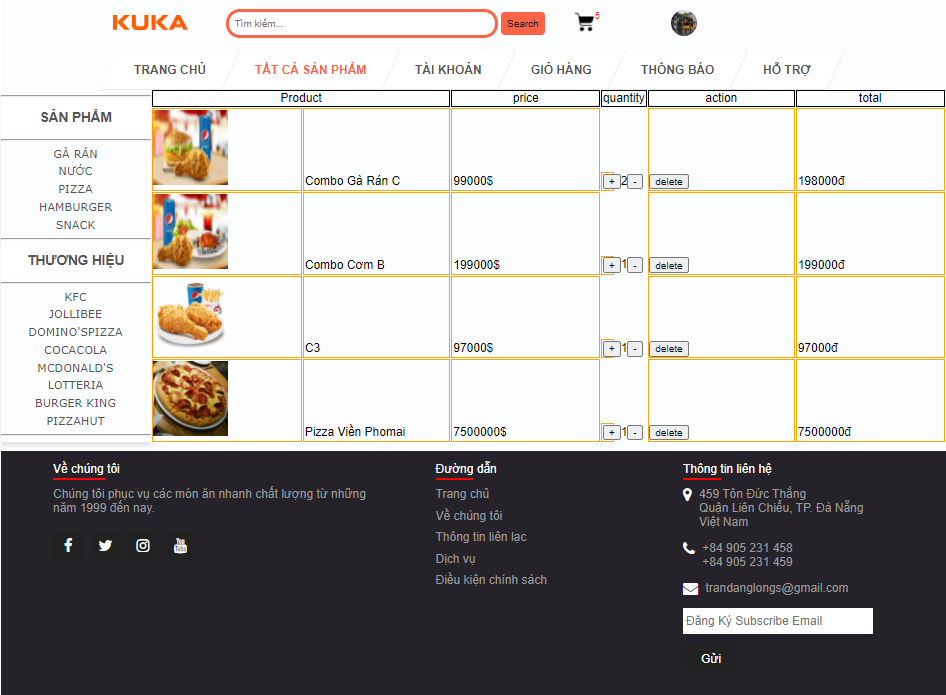 KUKA
Tìm kiếm...
Search
5
TRANG CHỦ TẤT CẢ SẢN PHẨM TÀI KHOẢN GIỎ HÀNG THÔNG BÁO HỖ TRỢ
SẢN PHẨM
GÀ RÁN
NƯỚC
PIZZA
HAMBURGER
SNACK
THƯƠNG HIỆU
KFC
JOLLIBEE
DOMINO'SPIZZA
COCACOLA
MCDONALD'S
LOTTERIA
BURGER KING
PIZZAHUT
Product price quantity action total
Combo Gà Rán C 99000$ + 2 - delete 198000đ
Combo Cơm B 199000$ + 1 - delete 199000đ
C3 97000$ + 1 - delete 97000đ
Pizza Viền Phomai 7500000$ + 1 - delete 7500000đ
Về chúng tôi
Chúng tôi phục vụ các món ăn nhanh chất lượng từ những
năm 1999 đến nay.
Đường dẫn
Trang chủ
Về chúng tôi
Thông tin liên lạc
Dịch vụ
Điều kiện chính sách
Thông tin liên hệ
459 Tôn Đức Thắng
Quận Liên Chiểu, TP. Đà Nẵng
Việt Nam
+84 905 231 458
+84 905 231 459
trandanglongs@gmail.com
Đăng Ký Subscribe Email
Gửi